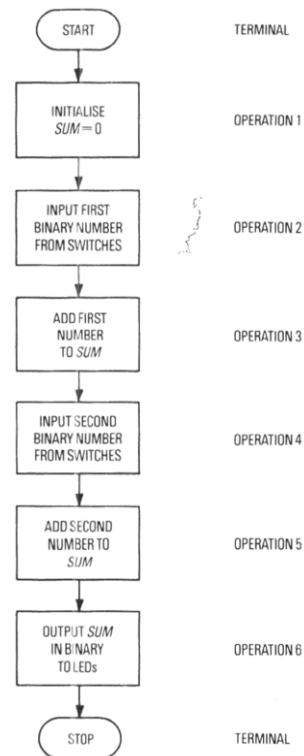 START
TERMINAL
INITIALISE
SUM = 0
OPERATION 1
INPUT FIRST
BINARY NUMBER
FROM SWITCHES
OPERATION 2
ADD FIRST
NUMBER
TO SUM
OPERATION 3
INPUT SECOND
BINARY NUMBER
FROM SWITCHES
OPERATION 4
ADD SECOND
NUMBER TO
SUM
OPERATION 5
OUTPUT SUM
IN BINARY
TO LEDs
OPERATION 6
STOP
TERMINAL